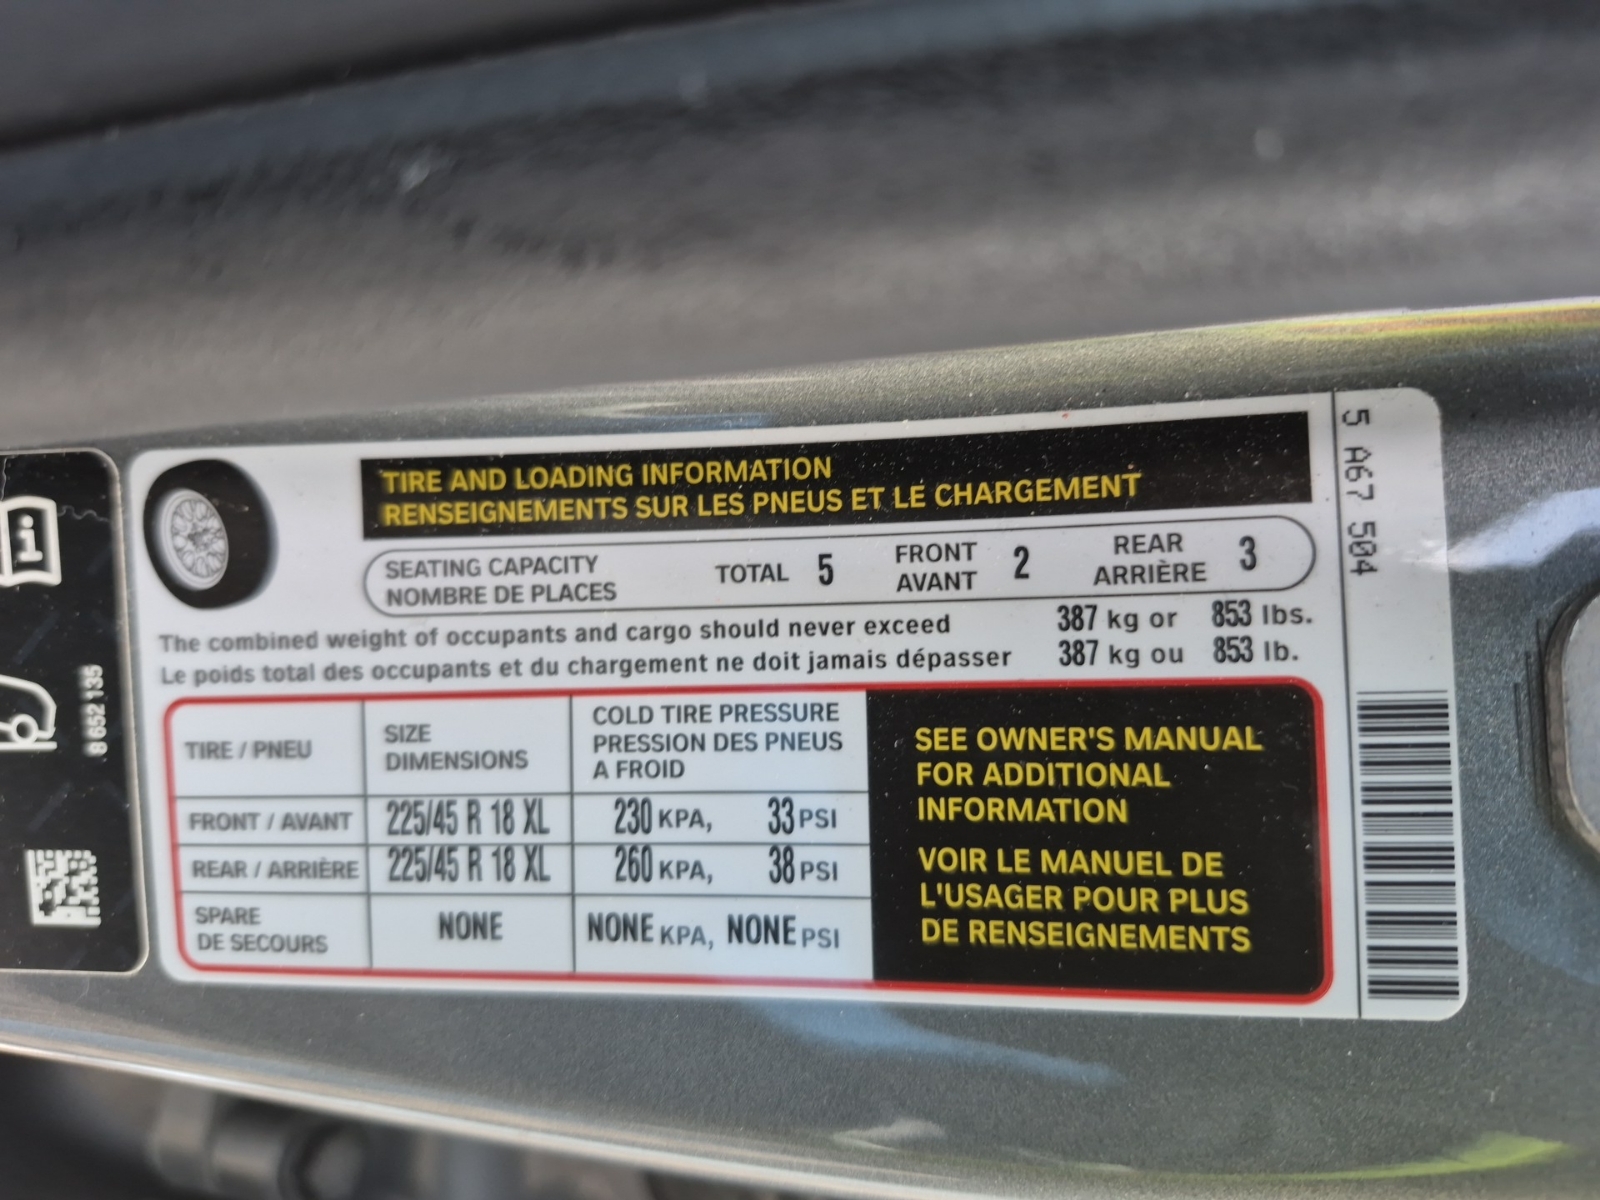 8 652 135
TIRE AND LOADING INFORMATION
RENSEIGNEMENTS SUR LES PNEUS ET LE CHARGEMENT
SEATING CAPACITY
NOMBRE DE PLACES
TOTAL 5
FRONT
AVANT
2
REAR
ARRIÈRE
3
The combined weight of occupants and cargo should never exceed 387 kg or 853 lbs.
Le poids total des occupants et du chargement ne doit jamais dépasser 387 kg ou 853 lb.
TIRE / PNEU
SIZE
DIMENSIONS
COLD TIRE PRESSURE
PRESSION DES PNEUS
A FROID
FRONT / AVANT 225/45 R 18 XL 230 KPA, 33 PSI
REAR / ARRIÈRE 225/45 R 18 XL 260 KPA, 38 PSI
SPARE
DE SECOURS
NONE NONE KPA, NONE PSI
SEE OWNER'S MANUAL
FOR ADDITIONAL
INFORMATION
VOIR LE MANUEL DE
L'USAGER POUR PLUS
DE RENSEIGNEMENTS
5 A67 504